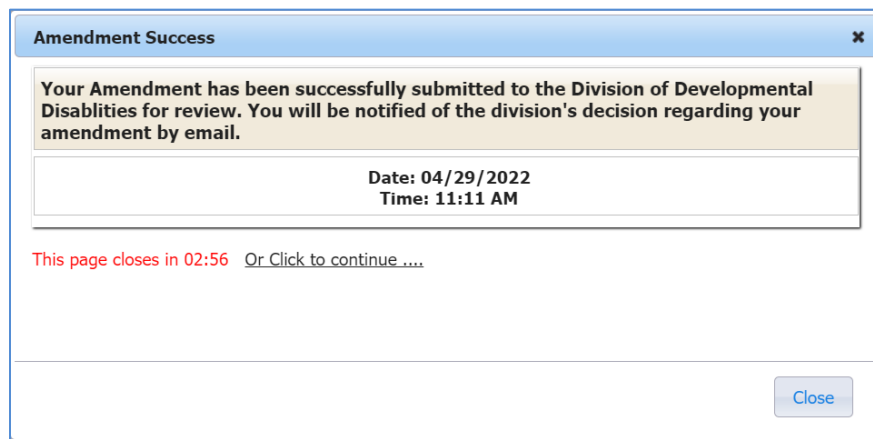 Amendment Success
Your Amendment has been successfully submitted to the Division of Developmental
Disablities for review. You will be notified of the division's decision regarding your
amendment by email.
Date: 04/29/2022
Time: 11:11 AM
This page closes in 02:56 Or Click to continue ....
Close